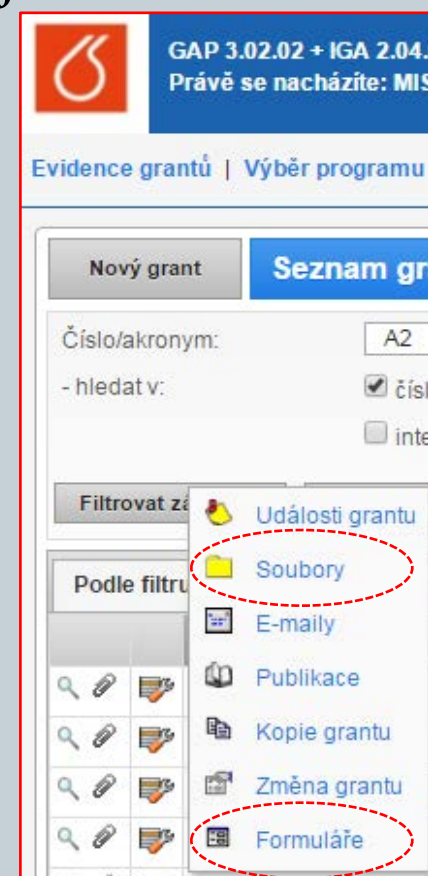 GAP 3.02.02 + IGA 2.04.
Právě se nacházíte: MIS
Evidence grantů | Výběr programu
Nový grant
Seznam gr
Číslo/akronym:
A2
- hledat v:
čísl
inte
Filtrovat zá
Události grantu
Soubory
Podle filtru
E-maily
Publikace
Kopie grantu
Změna grantu
Formuláře